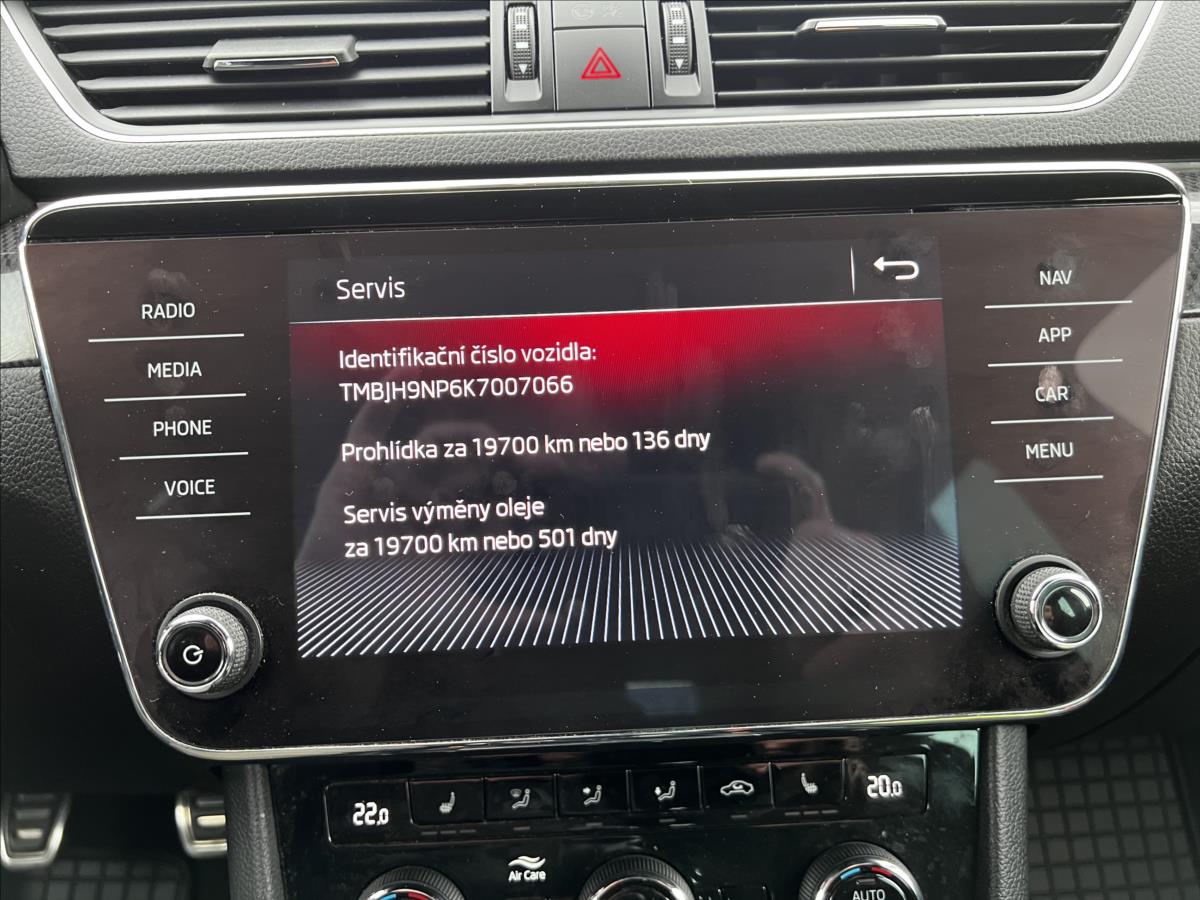 Servis
RADIO
MEDIA
PHONE
VOICE
Identifikační číslo vozidla:
TMBJH9NP6K7007066
Prohlídka za 19700 km nebo 136 dny
Servis výměny oleje
za 19700 km nebo 501 dny
NAV
APP
CAR
MENU
22.0
20.0
Air Care
AUTO